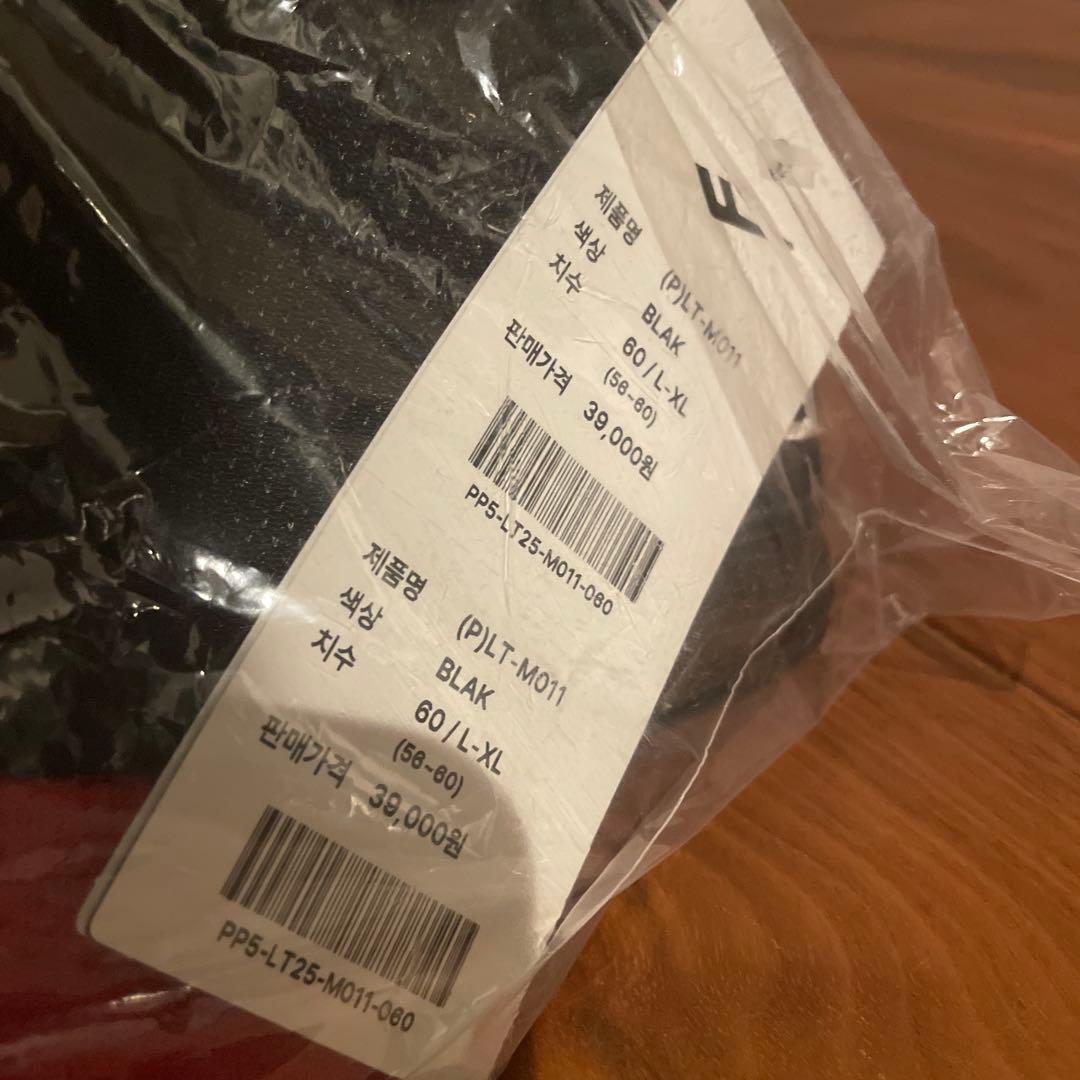 F
제품명 (P)LT-M011
색상 BLAK
치수 60 / L-XL
(56~60)
판매가격 39,000원
PP5-LT25-M011-060
제품명 (P)LT-M011
색상 BLAK
치수 60 / L-XL
(56~60)
판매가격 39,000원
PP5-LT25-M011-060